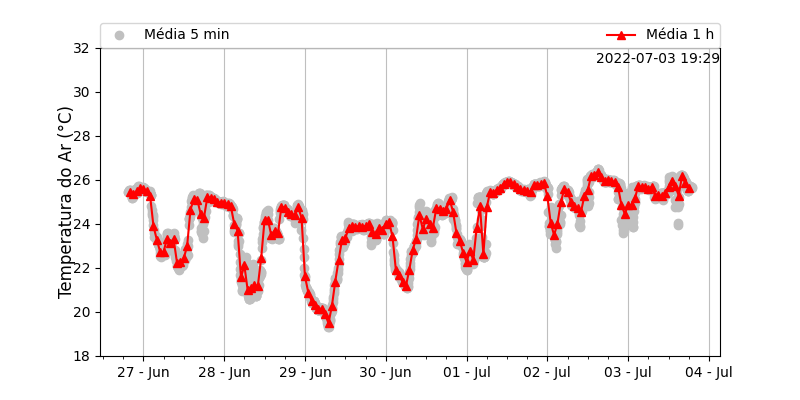 Média 5 min
Média 1 h
2022-07-03 19:29
Temperatura do Ar (°C)
32
30
28
26
24
22
20
18
27 - Jun
28 - Jun
29 - Jun
30 - Jun
01 - Jul
02 - Jul
03 - Jul
04 - Jul